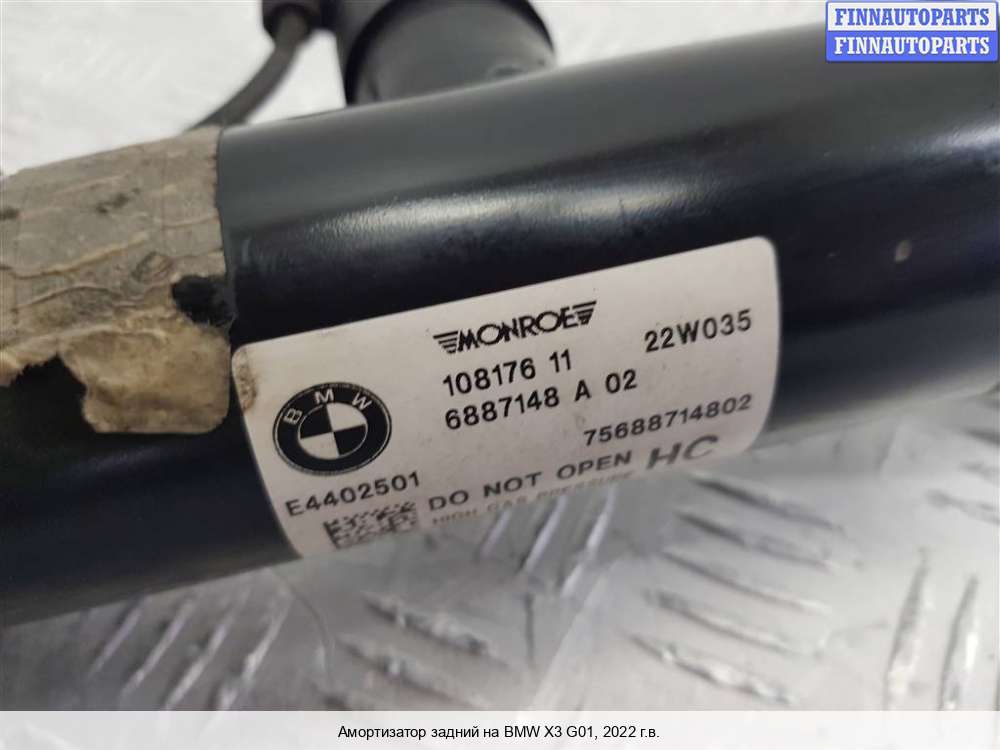 FINNAUTOPARTS
FINNAUTOPARTS
MONROE
108176 11 22W035
6887148 A 02
BMW
75688714802
E4402501
DO NOT OPEN HC
HIGH GAS PRESSURE
Амортизатор задний на BMW X3 G01, 2022 г.в.